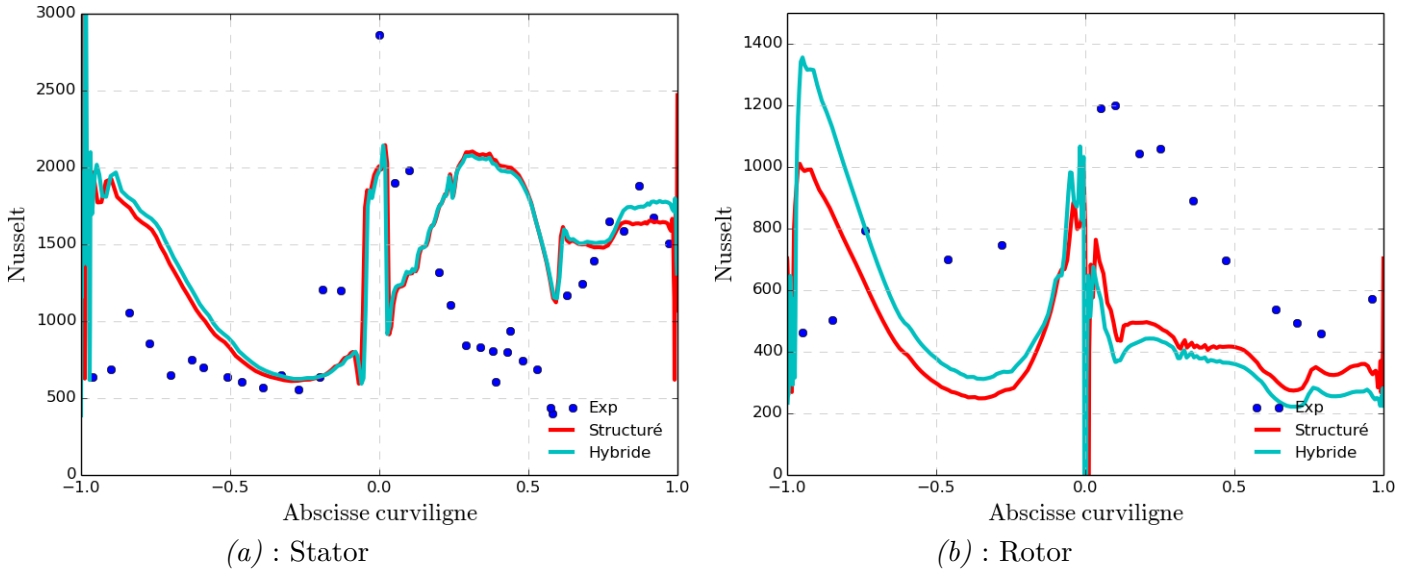 3000
2500
2000
1500
1000
500
0
Nusselt
−1.0 −0.5 0.0 0.5 1.0
Abscisse curviligne
Exp
Structuré
Hybride
(a) : Stator
1400
1200
1000
800
600
400
200
0
Nusselt
−1.0 −0.5 0.0 0.5 1.0
Abscisse curviligne
Exp
Structuré
Hybride
(b) : Rotor